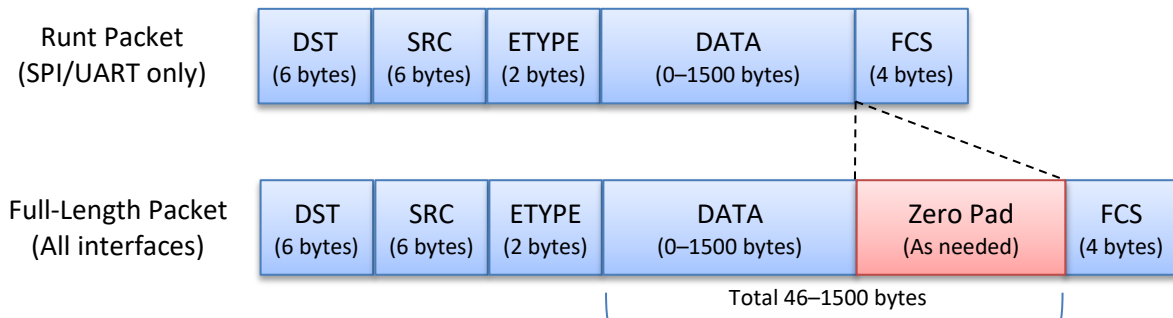 Runt Packet
(SPI/UART only)
DST
(6 bytes)
SRC
(6 bytes)
ETYPE
(2 bytes)
DATA
(0–1500 bytes)
FCS
(4 bytes)
Full-Length Packet
(All interfaces)
DST
(6 bytes)
SRC
(6 bytes)
ETYPE
(2 bytes)
DATA
(0–1500 bytes)
Zero Pad
(As needed)
FCS
(4 bytes)
Total 46–1500 bytes